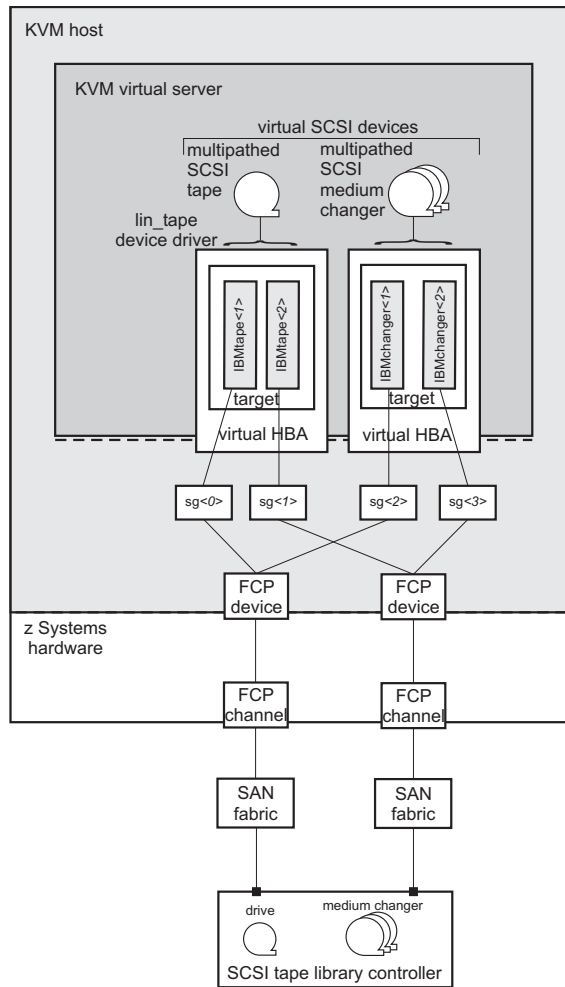 KVM host
KVM virtual server
virtual SCSI devices
multipathed
SCSI
tape
multipathed
SCSI
medium
changer
lin_tape
device driver
IBMtape<1>
IBMtape<2>
target
virtual HBA
IBMchanger<1>
IBMchanger<2>
target
virtual HBA
sg<0>
sg<1>
sg<2>
sg<3>
FCP
device
FCP
device
z Systems
hardware
FCP
channel
FCP
channel
SAN
fabric
SAN
fabric
drive
medium changer
SCSI tape library controller